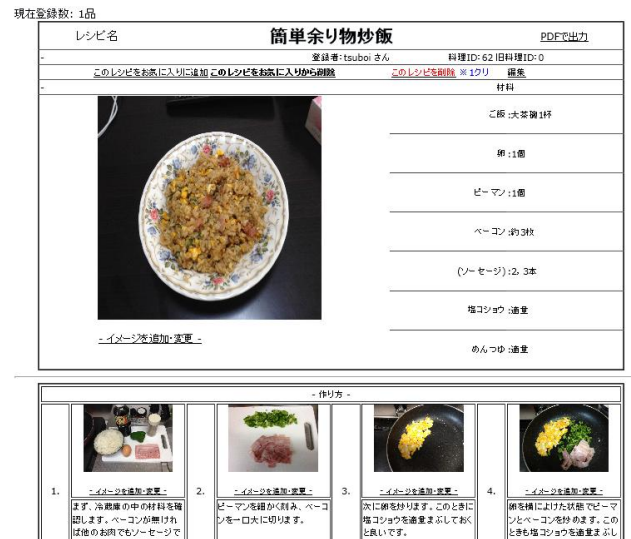 現在登録数: 1品
レシピ名 簡単余り物炒飯 PDFで出力
- 登録者:tsuboi さん 料理ID:62 旧料理ID:0
このレシピをお気に入りに追加 このレシピをお気に入りから削除 このレシピを削除 ※1クリ 編集
- 材料
ご飯 :大茶碗1杯
卵 :1個
ピーマン :1個
ベーコン :約3枚
(ソーセージ) :2，3本
塩コショウ :適量
めんつゆ :適量
- イメージを追加・変更 -
- 作り方 -
1.
- イメージを追加・変更 -
まず、冷蔵庫の中の材料を確
認します。ベーコンが無けれ
ば他のお肉でもソーセージで
2.
- イメージを追加・変更 -
ピーマンを細かく刻み、ベーコ
ンを一口大に切ります。
3.
- イメージを追加・変更 -
次に卵を炒ります。このときに
塩コショウを適量まぶしておく
と良いです。
4.
- イメージを追加・変更 -
卵を横によけた状態でピーマ
ンとベーコンを炒めます。この
ときも塩コショウを適量まぶし